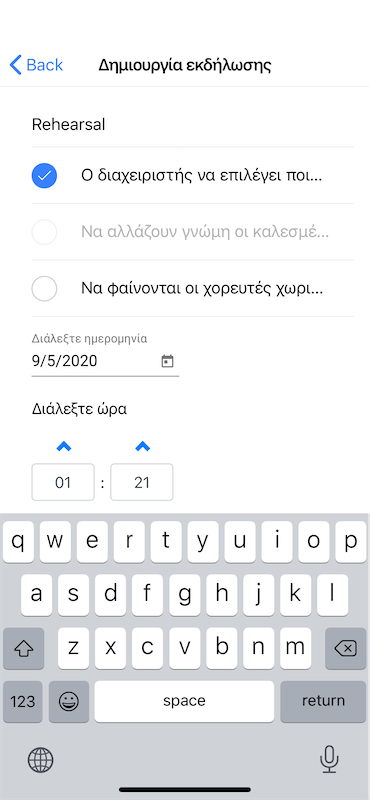 Back
Δημιουργία εκδήλωσης
Rehearsal
Ο διαχειριστής να επιλέγει ποι...
Να αλλάζουν γνώμη οι καλεσμέ...
Να φαίνονται οι χορευτές χωρι...
Διάλεξτε ημερομηνία
9/5/2020
Διάλεξτε ώρα
01 : 21
q w e r t y u i o p
a s d f g h j k l
z x c v b n m
123 space return